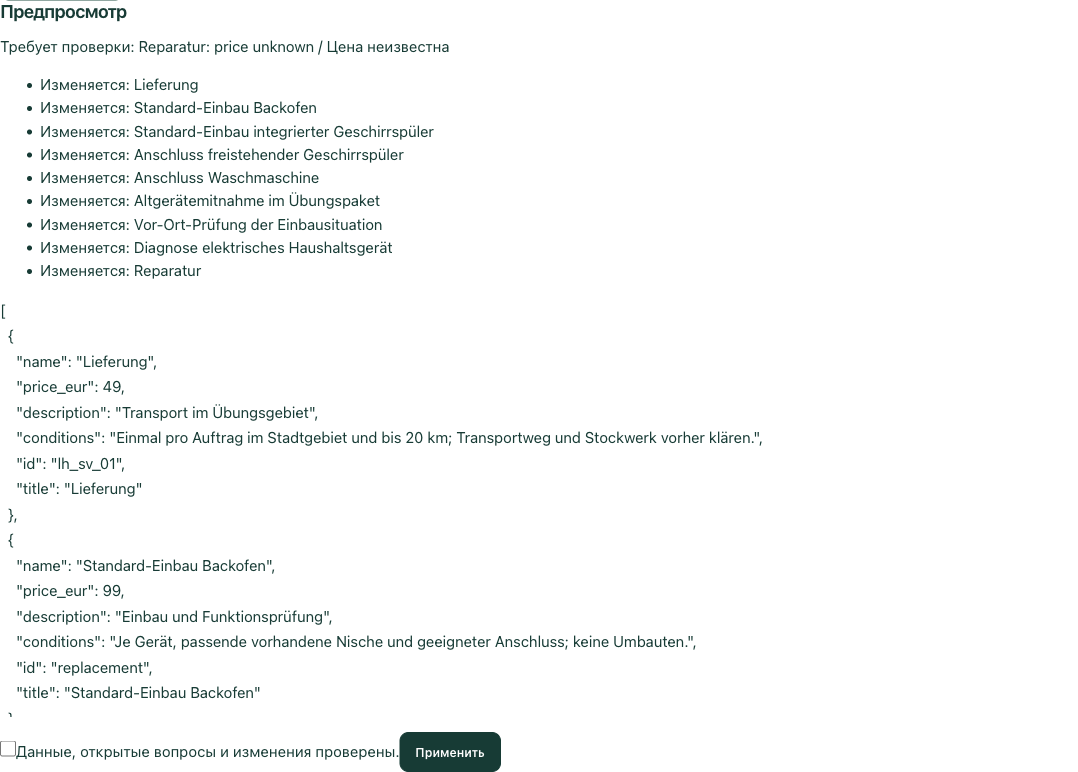 Предпросмотр
Требует проверки: Reparatur: price unknown / Цена неизвестна
• Изменяется: Lieferung
• Изменяется: Standard-Einbau Backofen
• Изменяется: Standard-Einbau integrierter Geschirrspüler
• Изменяется: Anschluss freistehender Geschirrspüler
• Изменяется: Anschluss Waschmaschine
• Изменяется: Altgerätemitnahme im Übungspaket
• Изменяется: Vor-Ort-Prüfung der Einbausituation
• Изменяется: Diagnose elektrisches Haushaltsgerät
• Изменяется: Reparatur
[
{
"name": "Lieferung",
"price_eur": 49,
"description": "Transport im Übungsgebiet",
"conditions": "Einmal pro Auftrag im Stadtgebiet und bis 20 km; Transportweg und Stockwerk vorher klären.",
"id": "lh_sv_01",
"title": "Lieferung"
},
{
"name": "Standard-Einbau Backofen",
"price_eur": 99,
"description": "Einbau und Funktionsprüfung",
"conditions": "Je Gerät, passende vorhandene Nische und geeigneter Anschluss; keine Umbauten.",
"id": "replacement",
"title": "Standard-Einbau Backofen"
Данные, открытые вопросы и изменения проверены.
Применить